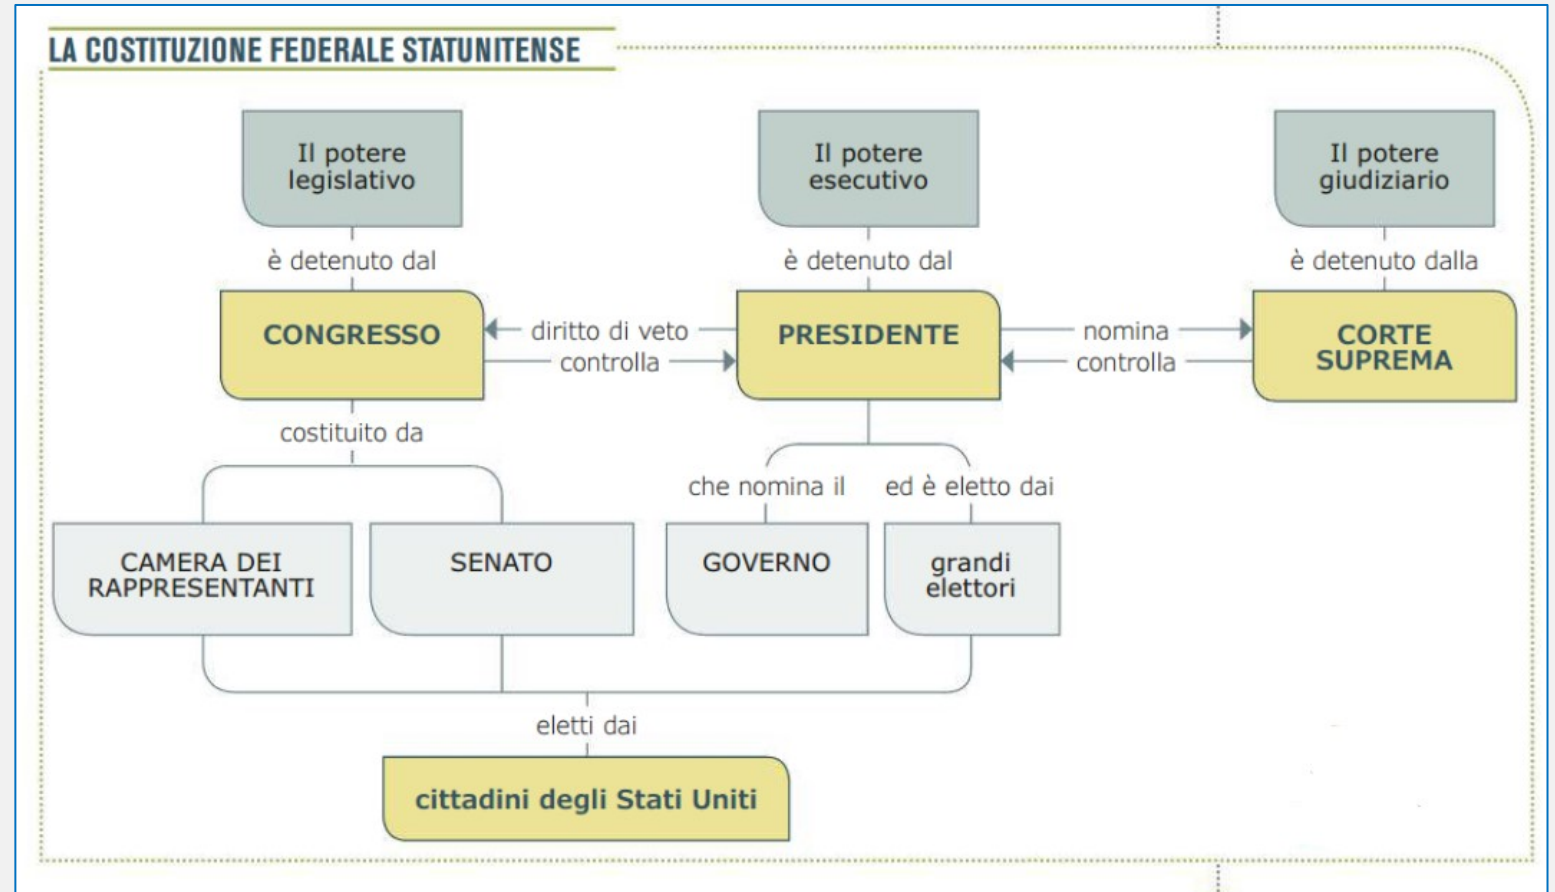 LA COSTITUZIONE FEDERALE STATUNITENSE
Il potere
legislativo
Il potere
esecutivo
Il potere
giudiziario
è detenuto dal
è detenuto dal
è detenuto dalla
CONGRESSO
diritto di veto
controlla
PRESIDENTE
nomina
controlla
CORTE
SUPREMA
costituito da
che nomina il
ed è eletto dai
CAMERA DEI
RAPPRESENTANTI
SENATO
GOVERNO
grandi
elettori
eletti dai
cittadini degli Stati Uniti